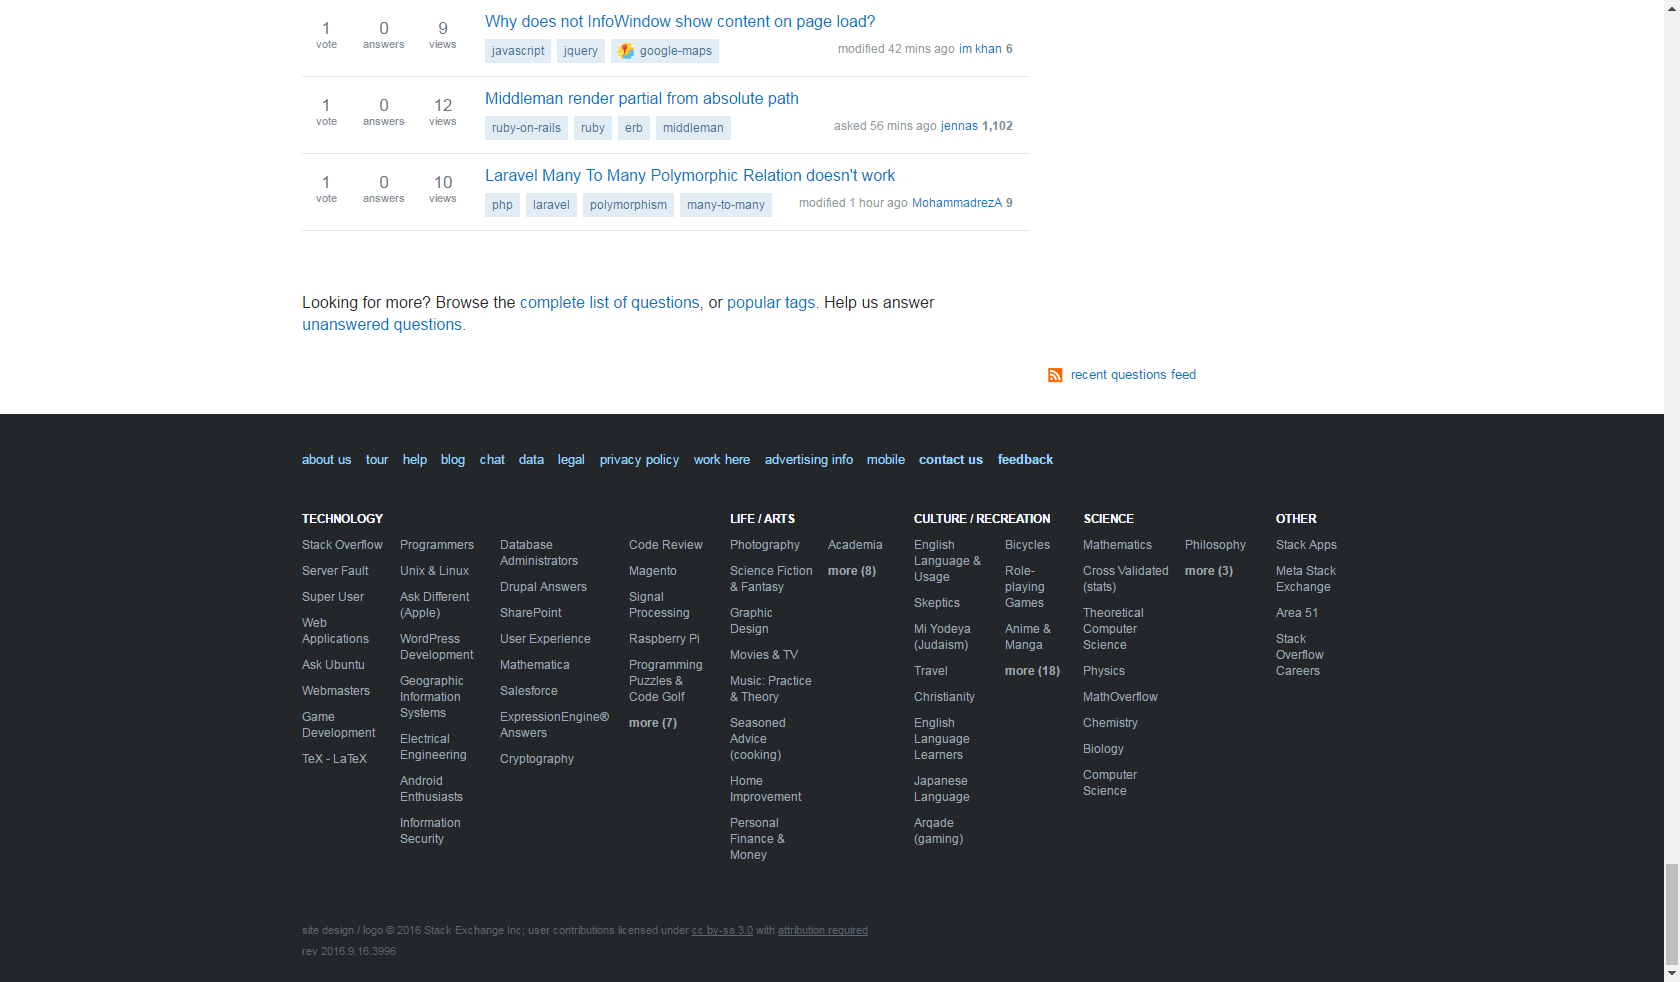 1 0 9 Why does not InfoWindow show content on page load?
vote answers views
javascript jquery google-maps modified 42 mins ago im khan 6
1 0 12 Middleman render partial from absolute path
vote answers views
ruby-on-rails ruby erb middleman asked 56 mins ago jennas 1,102
1 0 10 Laravel Many To Many Polymorphic Relation doesn't work
vote answers views
php laravel polymorphism many-to-many modified 1 hour ago MohammadrezA 9
Looking for more? Browse the complete list of questions, or popular tags. Help us answer
unanswered questions.
recent questions feed
about us tour help blog chat data legal privacy policy work here advertising info mobile contact us feedback
TECHNOLOGY
Stack Overflow
Server Fault
Super User
Web
Applications
Ask Ubuntu
Webmasters
Game
Development
TeX - LaTeX
Programmers
Unix & Linux
Ask Different
(Apple)
WordPress
Development
Geographic
Information
Systems
Electrical
Engineering
Android
Enthusiasts
Information
Security
Database
Administrators
Drupal Answers
SharePoint
User Experience
Mathematica
Salesforce
ExpressionEngine®
Answers
Cryptography
Code Review
Magento
Signal
Processing
Raspberry Pi
Programming
Puzzles &
Code Golf
more (7)
LIFE / ARTS
Photography
Science Fiction
& Fantasy
Graphic
Design
Movies & TV
Music: Practice
& Theory
Seasoned
Advice
(cooking)
Home
Improvement
Personal
Finance &
Money
Academia
more (8)
CULTURE / RECREATION
English
Language &
Usage
Skeptics
Mi Yodeya
(Judaism)
Travel
Christianity
English
Language
Learners
Japanese
Language
Arqade
(gaming)
Bicycles
Role-
playing
Games
Anime &
Manga
more (18)
SCIENCE
Mathematics
Cross Validated
(stats)
Theoretical
Computer
Science
Physics
MathOverflow
Chemistry
Biology
Computer
Science
Philosophy
more (3)
OTHER
Stack Apps
Meta Stack
Exchange
Area 51
Stack
Overflow
Careers
site design / logo © 2016 Stack Exchange Inc; user contributions licensed under cc by-sa 3.0 with attribution required
rev 2016.9.16.3996